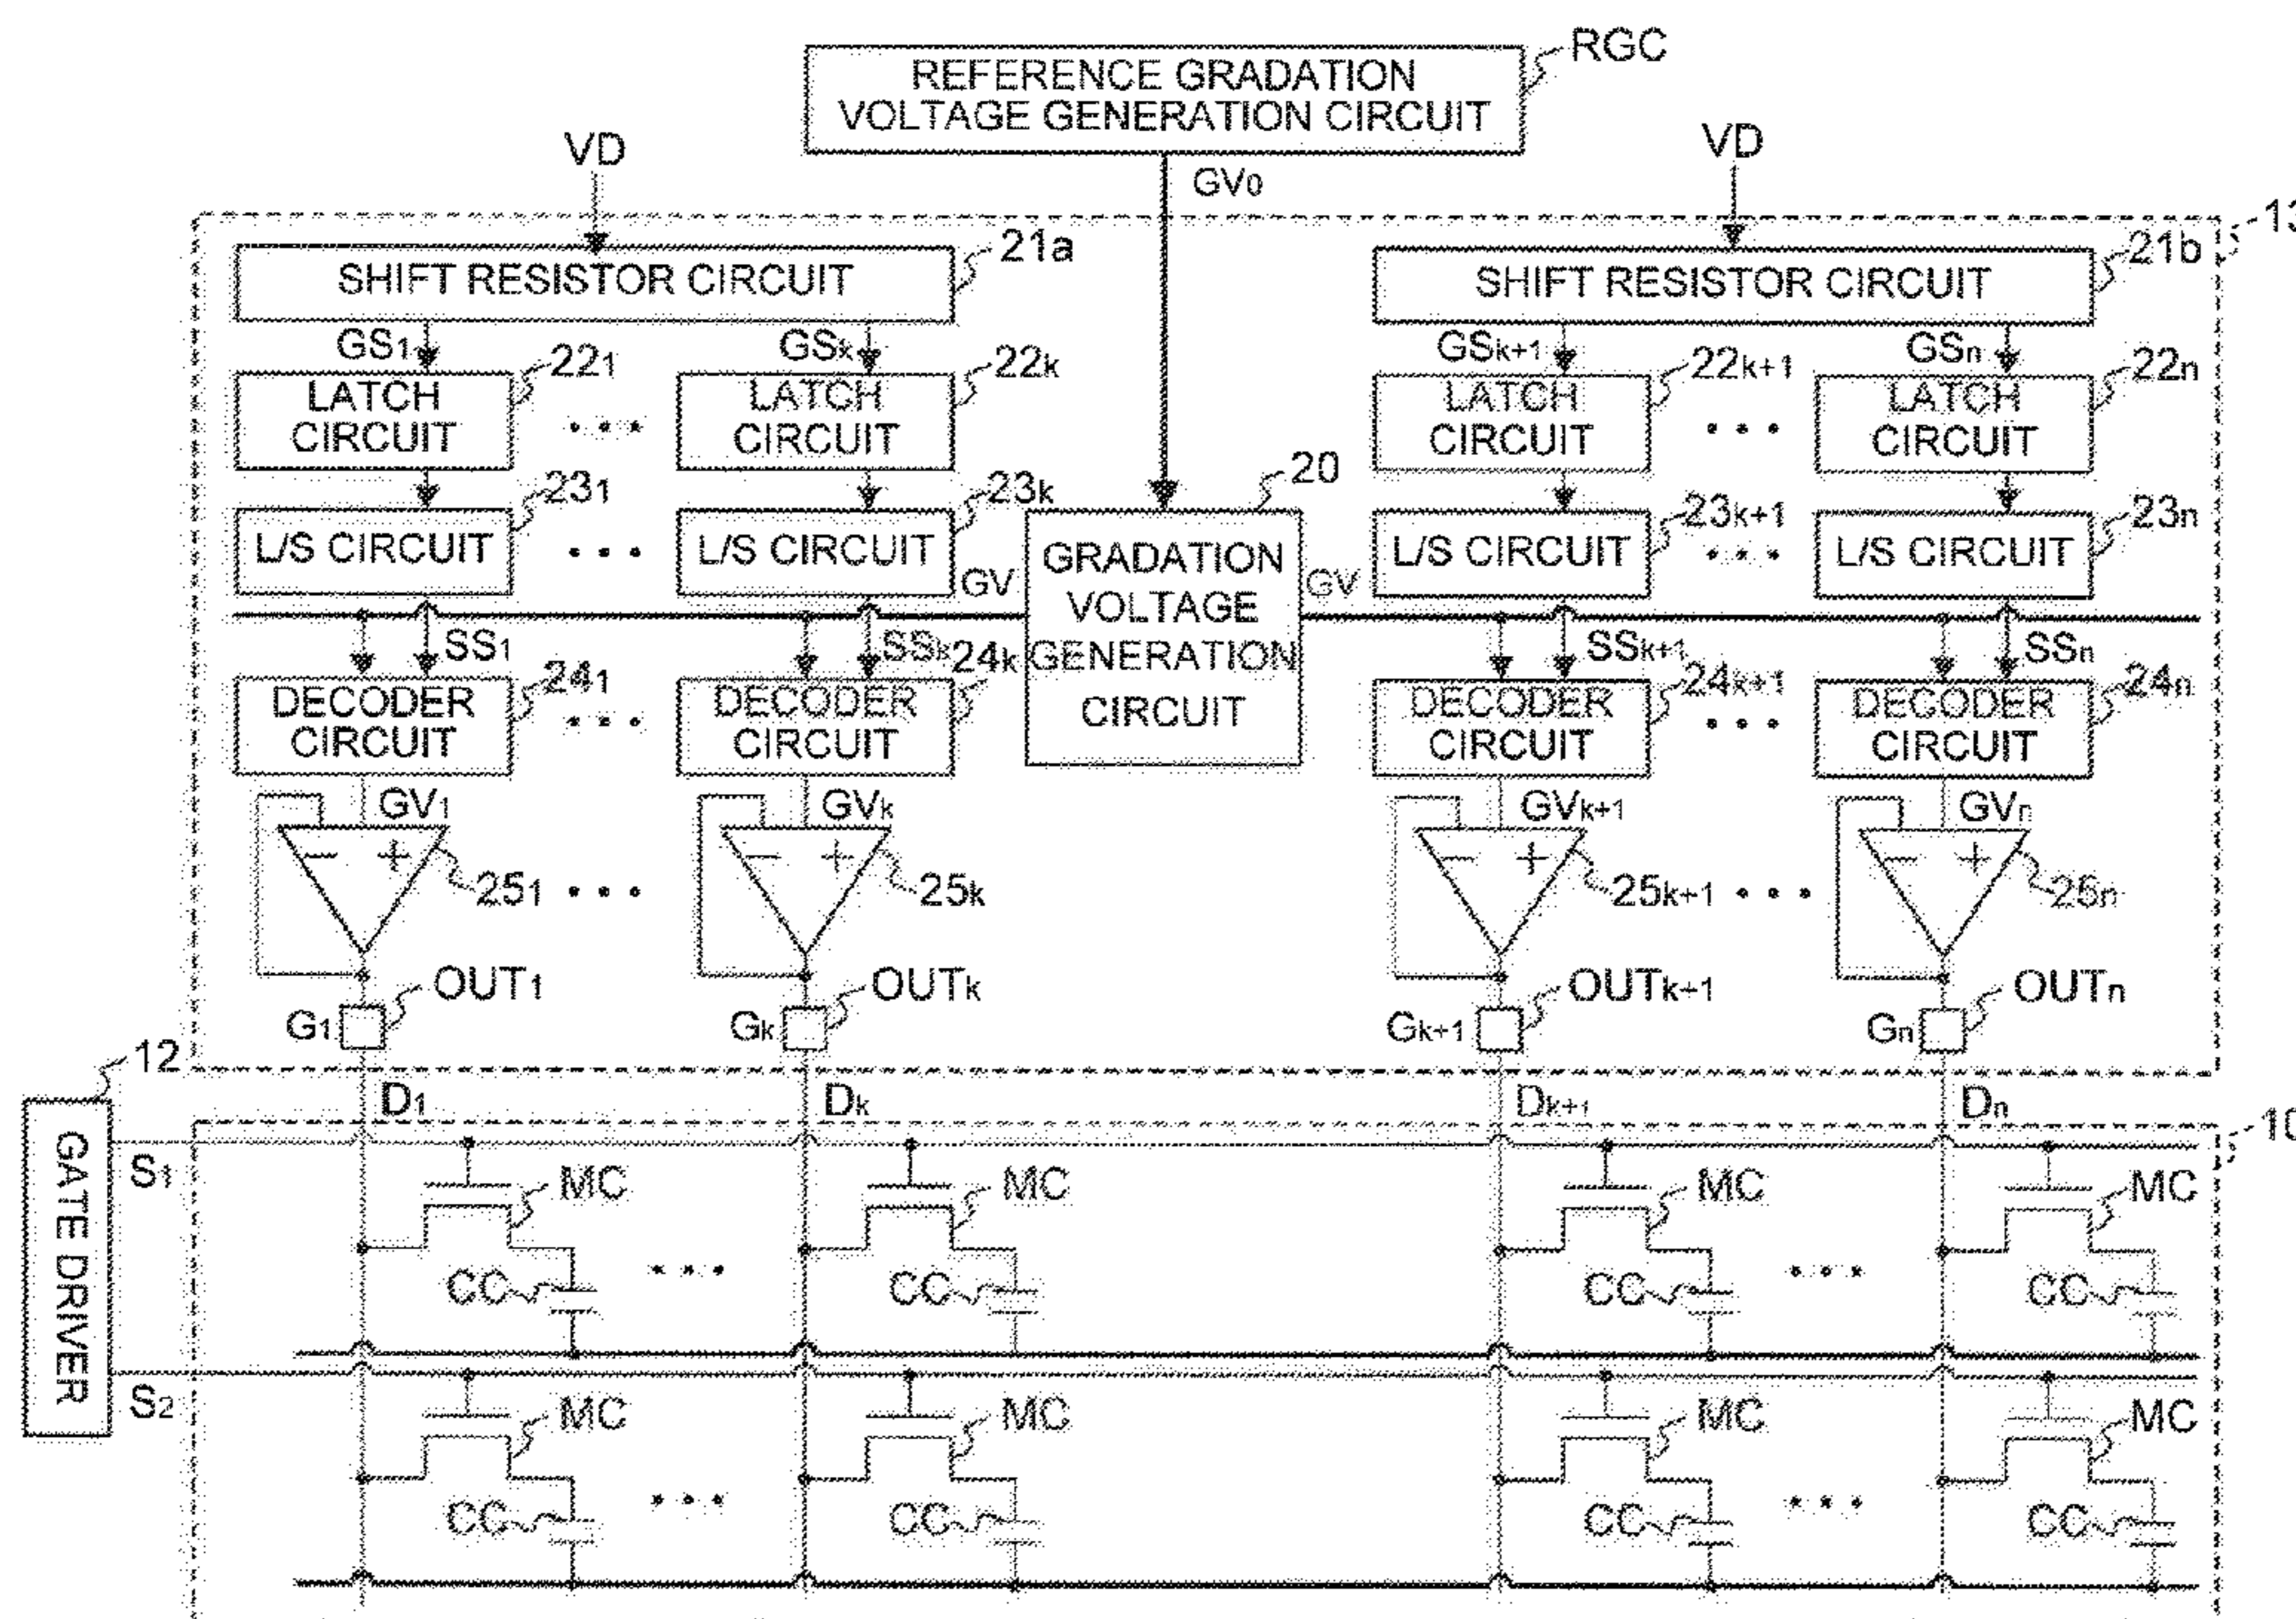 REFERENCE GRADATION
VOLTAGE GENERATION CIRCUIT
RGC
VD
GV0
VD
SHIFT RESISTOR CIRCUIT
21a
SHIFT RESISTOR CIRCUIT
21b
GS1
GSk
GSk+1
GSn
LATCH
CIRCUIT
221
LATCH
CIRCUIT
22k
LATCH
CIRCUIT
22k+1
LATCH
CIRCUIT
22n
L/S CIRCUIT
231
L/S CIRCUIT
23k
20
L/S CIRCUIT
23k+1
L/S CIRCUIT
23n
GV
GRADATION
VOLTAGE
GENERATION
CIRCUIT
GV
SS1
SSk
SSk+1
SSn
DECODER
CIRCUIT
241
DECODER
CIRCUIT
24k
DECODER
CIRCUIT
24k+1
DECODER
CIRCUIT
24n
GV1
GVk
GVk+1
GVn
− +
251
− +
25k
− +
25k+1
− +
25n
OUT1
OUTk
OUTk+1
OUTn
G1
Gk
Gk+1
Gn
12
D1
Dk
Dk+1
Dn
GATE DRIVER
S1
MC
MC
MC
MC
CC
CC
CC
CC
S2
MC
MC
MC
MC
CC
CC
CC
CC